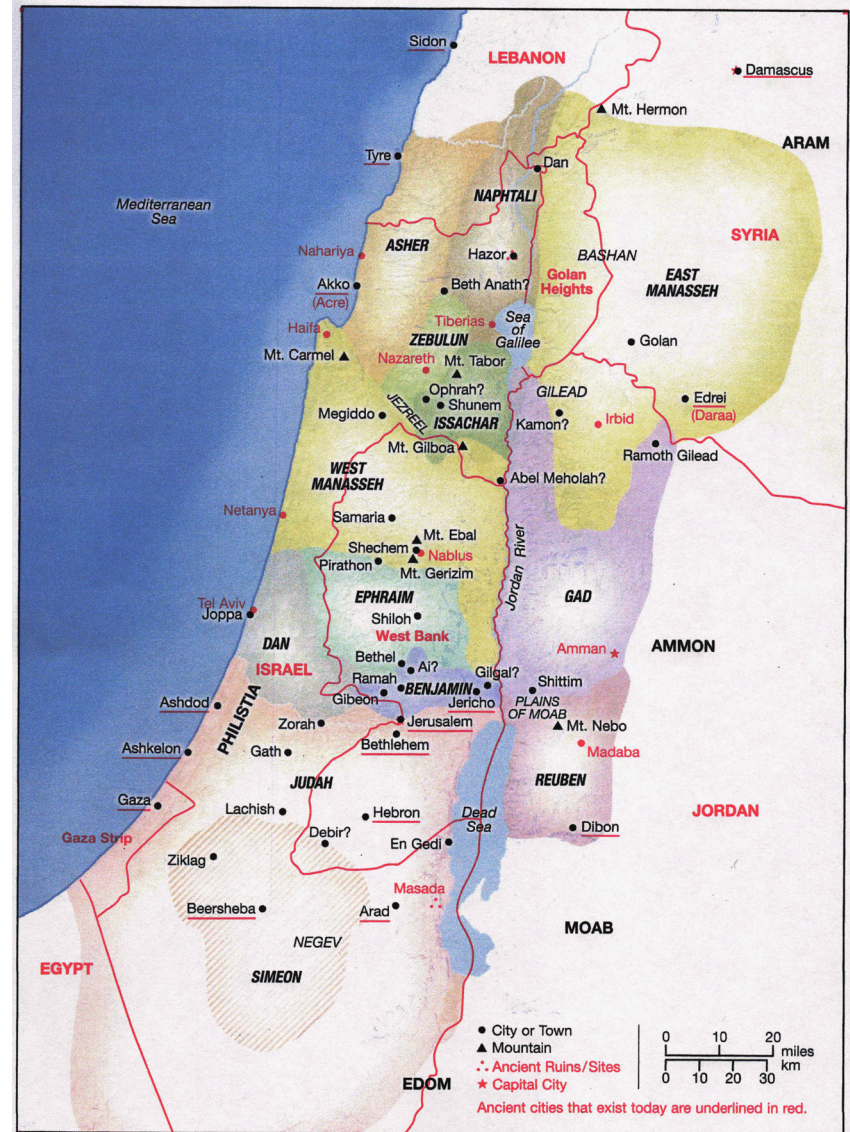 Sidon
LEBANON
Damascus
Mt. Hermon
ARAM
Tyre
Dan
Mediterranean
Sea
NAPHTALI
SYRIA
ASHER
Nahariya
Hazor
BASHAN
Golan
Heights
EAST
MANASSEH
Akko
(Acre)
Beth Anath?
Tiberias
Sea
of
Galilee
Haifa
ZEBULUN
Golan
Mt. Carmel
Nazareth
Mt. Tabor
Ophrah?
Shunem
JEZREEL
ISSACHAR
GILEAD
Kamon?
Irbid
Edrei
(Daraa)
Megiddo
Mt. Gilboa
Ramoth Gilead
WEST
MANASSEH
Abel Meholah?
Netanya
Samaria
Mt. Ebal
Shechem
Nablus
Pirathon
Mt. Gerizim
Jordan River
EPHRAIM
GAD
Tel Aviv
Joppa
Shiloh
West Bank
DAN
ISRAEL
Amman
AMMON
Bethel
Ai?
Ramah
BENJAMIN
Gilgal?
Shittim
Gibeon
Jericho
PLAINS
OF MOAB
Ashdod
PHILISTIA
Zorah
Jerusalem
Mt. Nebo
Ashkelon
Gath
Bethlehem
Madaba
JUDAH
REUBEN
Gaza
Lachish
Hebron
Dead
Sea
JORDAN
Gaza Strip
Debir?
En Gedi
Dibon
Ziklag
Masada
Beersheba
Arad
MOAB
NEGEV
EGYPT
SIMEON
EDOM
City or Town
Mountain
Ancient Ruins/Sites
Capital City
0 10 20
miles
km
0 10 20 30
Ancient cities that exist today are underlined in red.